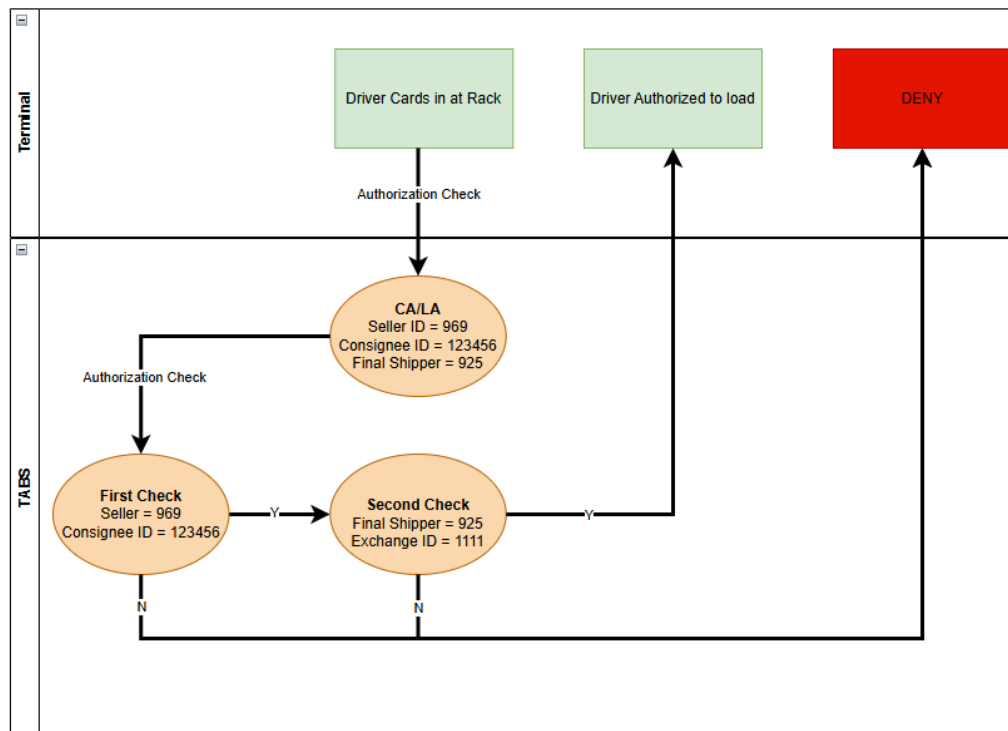 Terminal
Driver Cards in at Rack
Driver Authorized to load
DENY
Authorization Check
TABS
CA/LA
Seller ID = 969
Consignee ID = 123456
Final Shipper = 925
Authorization Check
First Check
Seller = 969
Consignee ID = 123456
Y
Second Check
Final Shipper = 925
Exchange ID = 1111
Y
N
N